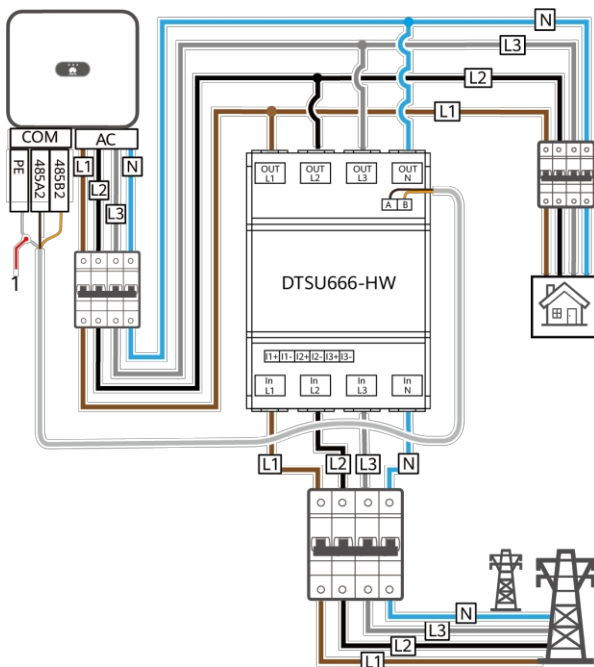 N
L3
L2
L1
COM
AC
PE
485A2
485B2
L1
L2
L3
N
1
OUT
L1
OUT
L2
OUT
L3
OUT
N
A B
DTSU666-HW
I1+ I1- I2+ I2- I3+ I3-
In
L1
In
L2
In
L3
In
N
L1
L2
L3
N
N
L3
L2
L1